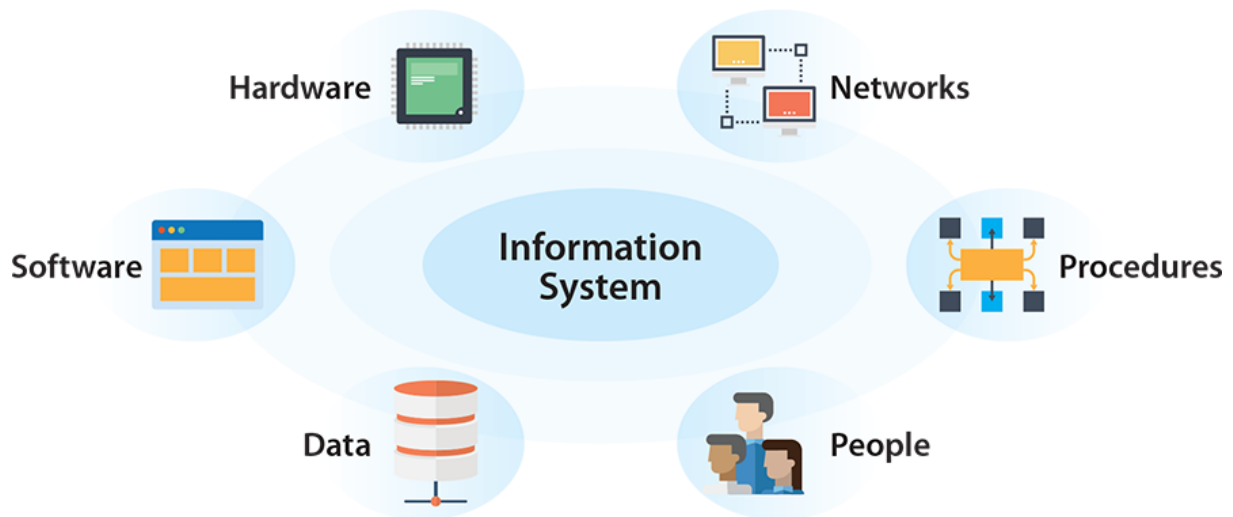 Hardware
Networks
Software
Information
System
Procedures
Data
People